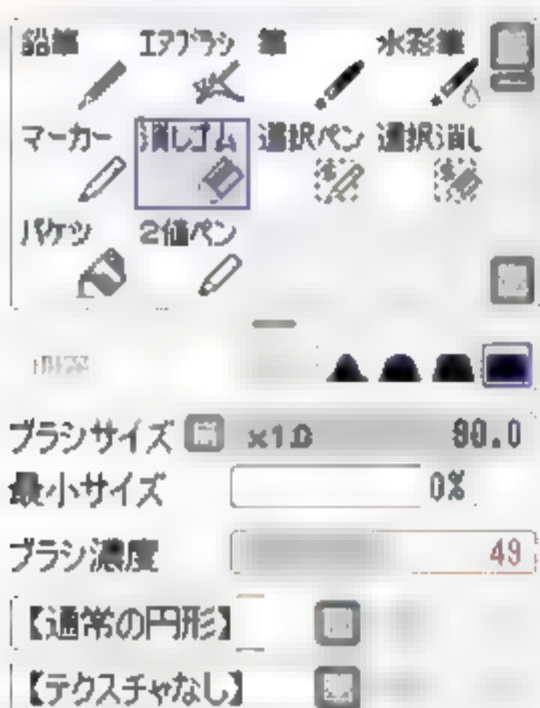 鉛筆 エアブラシ 筆 水彩筆
マーカー 消しゴム 選択ペン 選択消し
バケツ 2値ペン
ブラシサイズ x1.0 80.0
最小サイズ 0%
ブラシ濃度 49
【通常の円形】
【テクスチャなし】